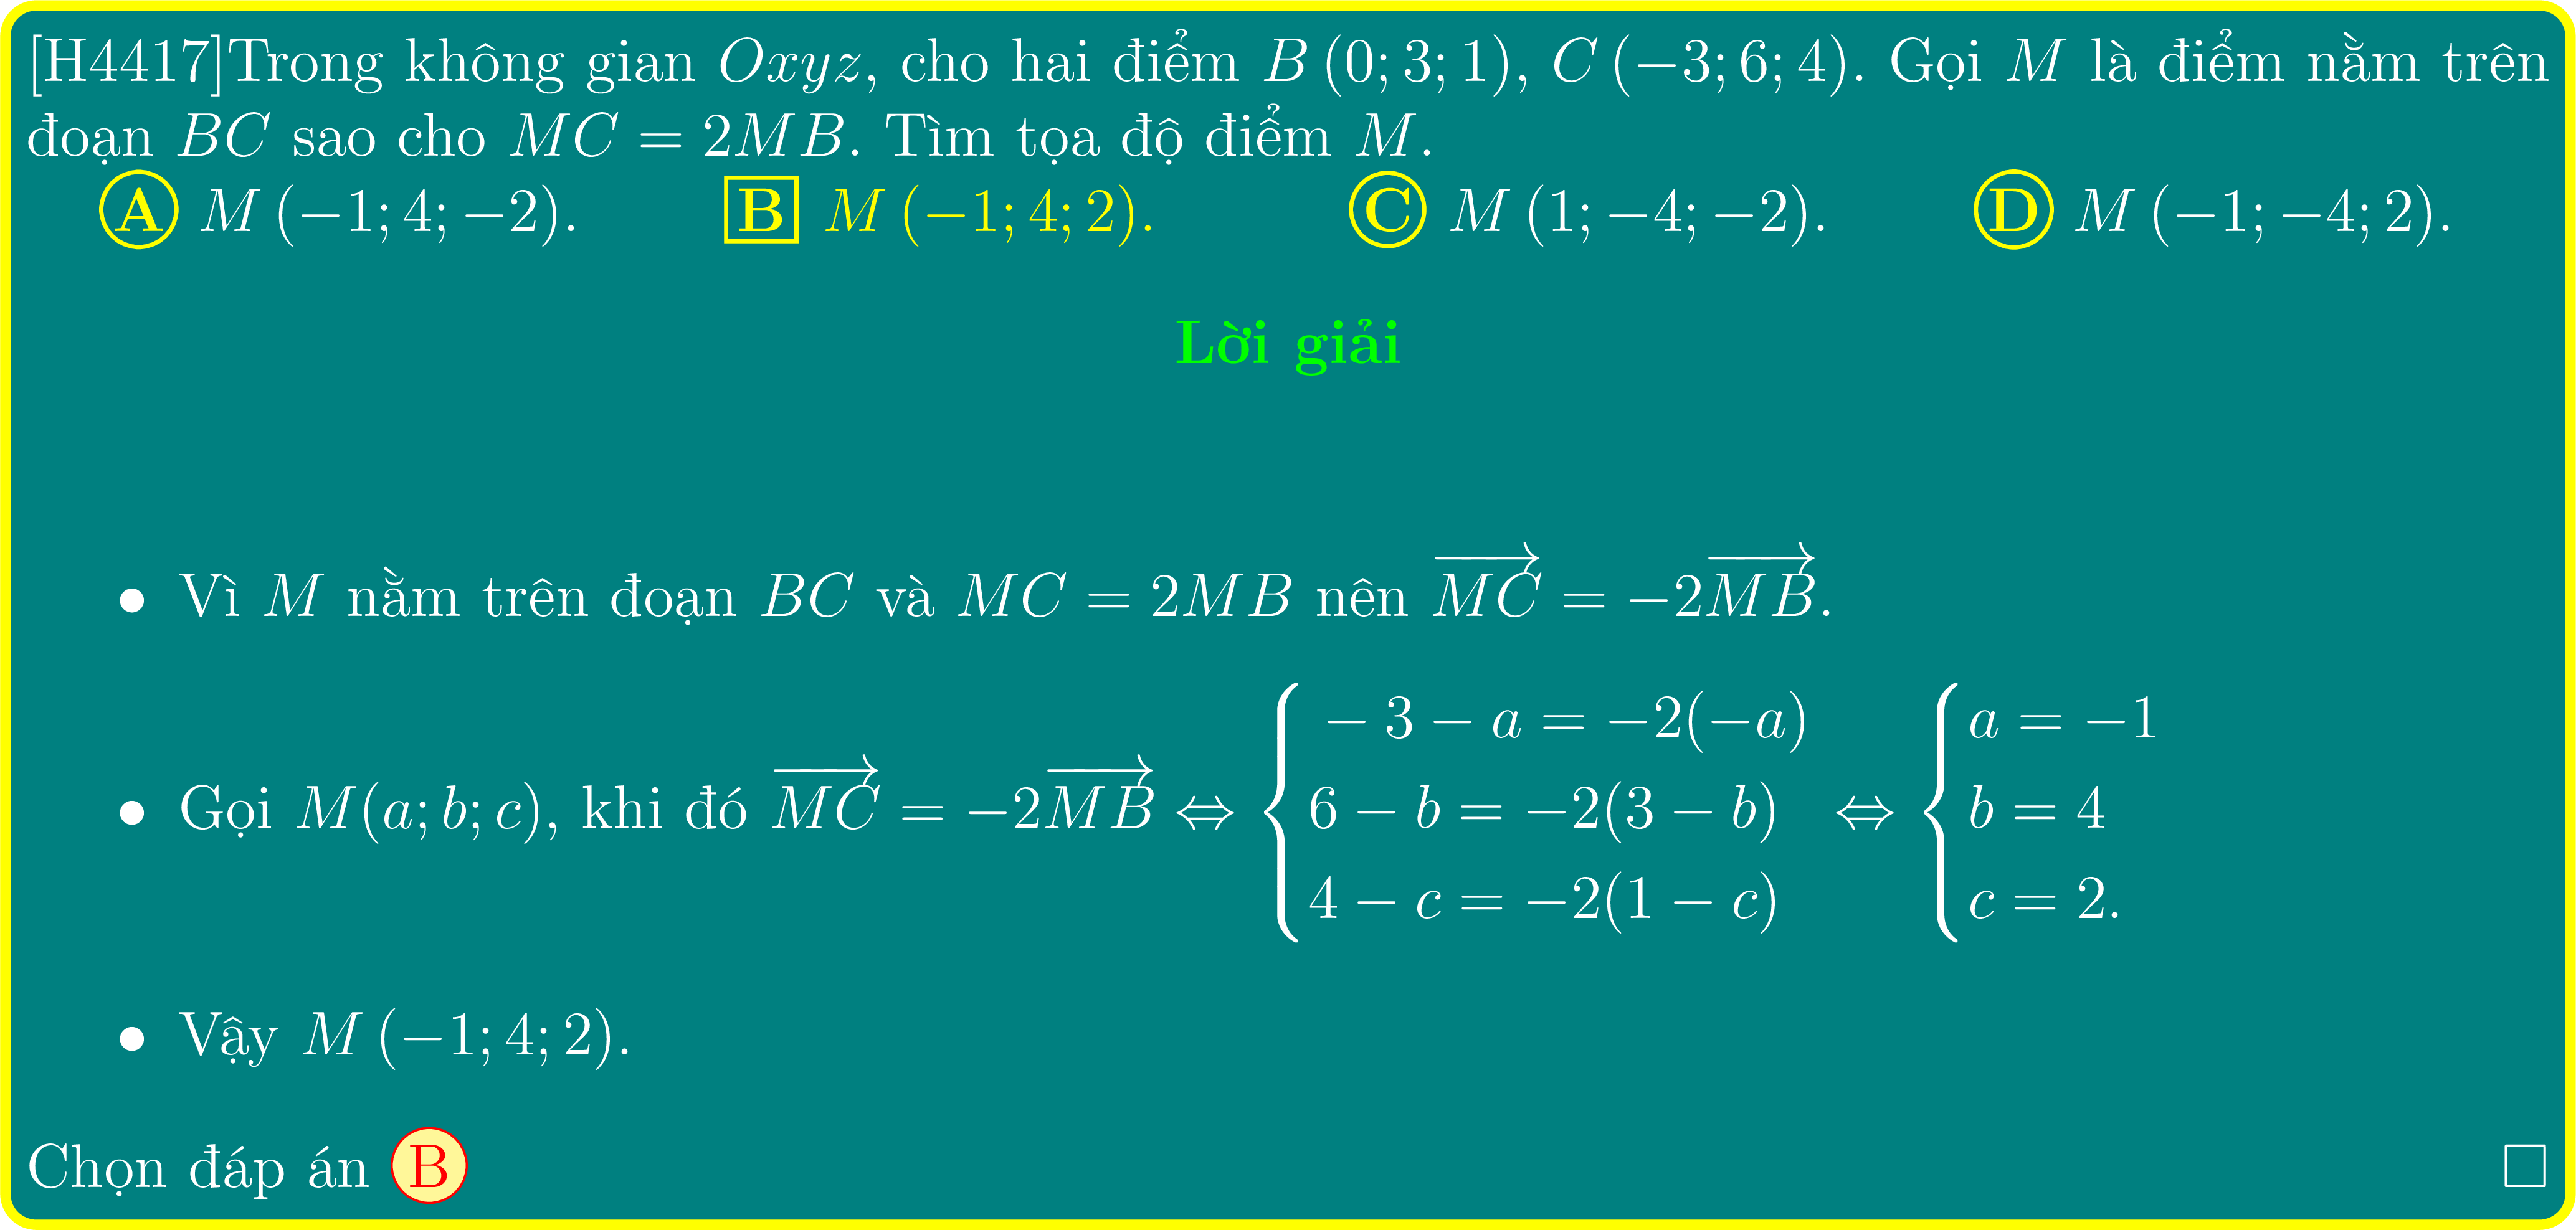 [H4417]Trong không gian Oxyz, cho hai điểm B (0; 3; 1), C (−3; 6; 4). Gọi M là điểm nằm trên
đoạn BC sao cho MC = 2MB. Tìm tọa độ điểm M.
A M (−1; 4; −2). B M (−1; 4; 2). C M (1; −4; −2). D M (−1; −4; 2).
Lời giải
• Vì M nằm trên đoạn BC và MC = 2MB nên $\overrightarrow{MC} = -2\overrightarrow{MB}$.
• Gọi M(a; b; c), khi đó $\overrightarrow{MC} = -2\overrightarrow{MB} \Leftrightarrow \begin{cases} -3 - a = -2(-a) \\ 6 - b = -2(3 - b) \\ 4 - c = -2(1 - c) \end{cases} \Leftrightarrow \begin{cases} a = -1 \\ b = 4 \\ c = 2. \end{cases}$
• Vậy M (−1; 4; 2).
Chọn đáp án B □